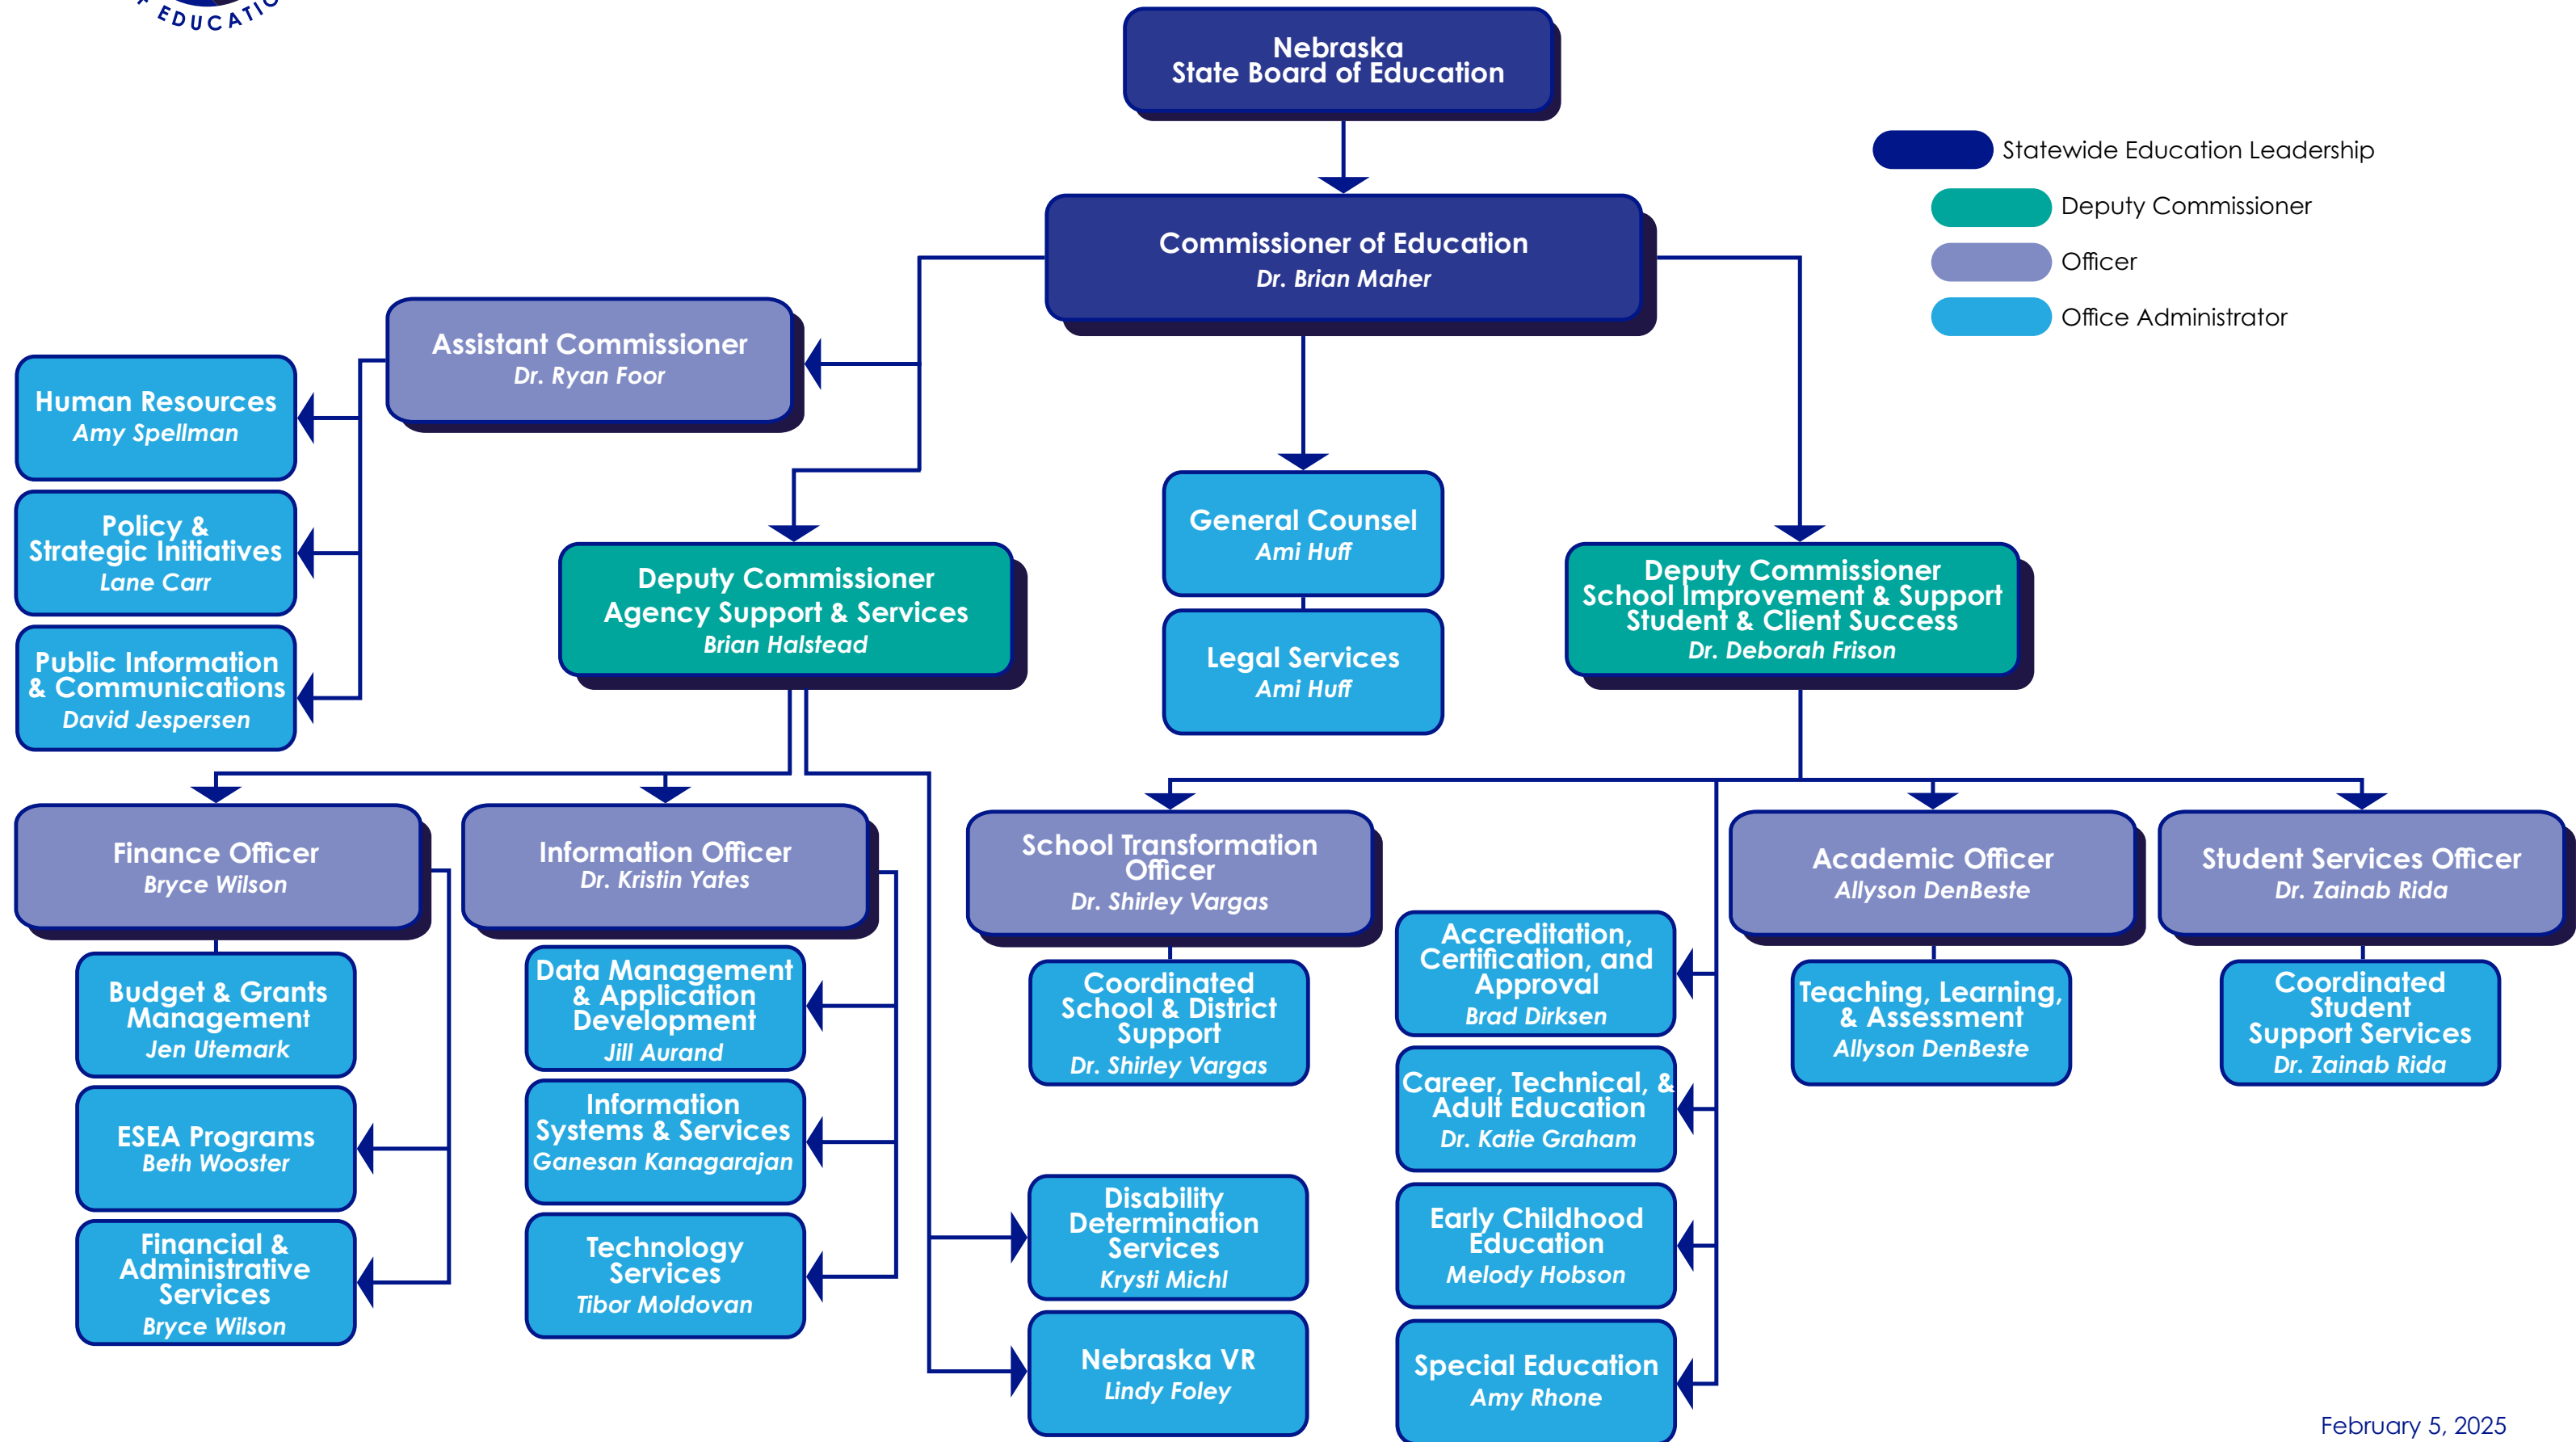 OF EDUCATIO
Nebraska
State Board of Education
Statewide Education Leadership
Deputy Commissioner
Officer
Office Administrator
Commissioner of Education
Dr. Brian Maher
Assistant Commissioner
Dr. Ryan Foor
Human Resources
Amy Spellman
Policy &
Strategic Initiatives
Lane Carr
Public Information
& Communications
David Jespersen
Deputy Commissioner
Agency Support & Services
Brian Halstead
General Counsel
Ami Huff
Legal Services
Ami Huff
Deputy Commissioner
School Improvement & Support
Student & Client Success
Dr. Deborah Frison
Finance Officer
Bryce Wilson
Budget & Grants
Management
Jen Utemark
ESEA Programs
Beth Wooster
Financial &
Administrative
Services
Bryce Wilson
Information Officer
Dr. Kristin Yates
Data Management
& Application
Development
Jill Aurand
Information
Systems & Services
Ganesan Kanagarajan
Technology
Services
Tibor Moldovan
School Transformation
Officer
Dr. Shirley Vargas
Coordinated
School & District
Support
Dr. Shirley Vargas
Disability
Determination
Services
Krysti Michl
Nebraska VR
Lindy Foley
Accreditation,
Certification, and
Approval
Brad Dirksen
Career, Technical, &
Adult Education
Dr. Katie Graham
Early Childhood
Education
Melody Hobson
Special Education
Amy Rhone
Academic Officer
Allyson DenBeste
Teaching, Learning,
& Assessment
Allyson DenBeste
Student Services Officer
Dr. Zainab Rida
Coordinated
Student
Support Services
Dr. Zainab Rida
February 5, 2025